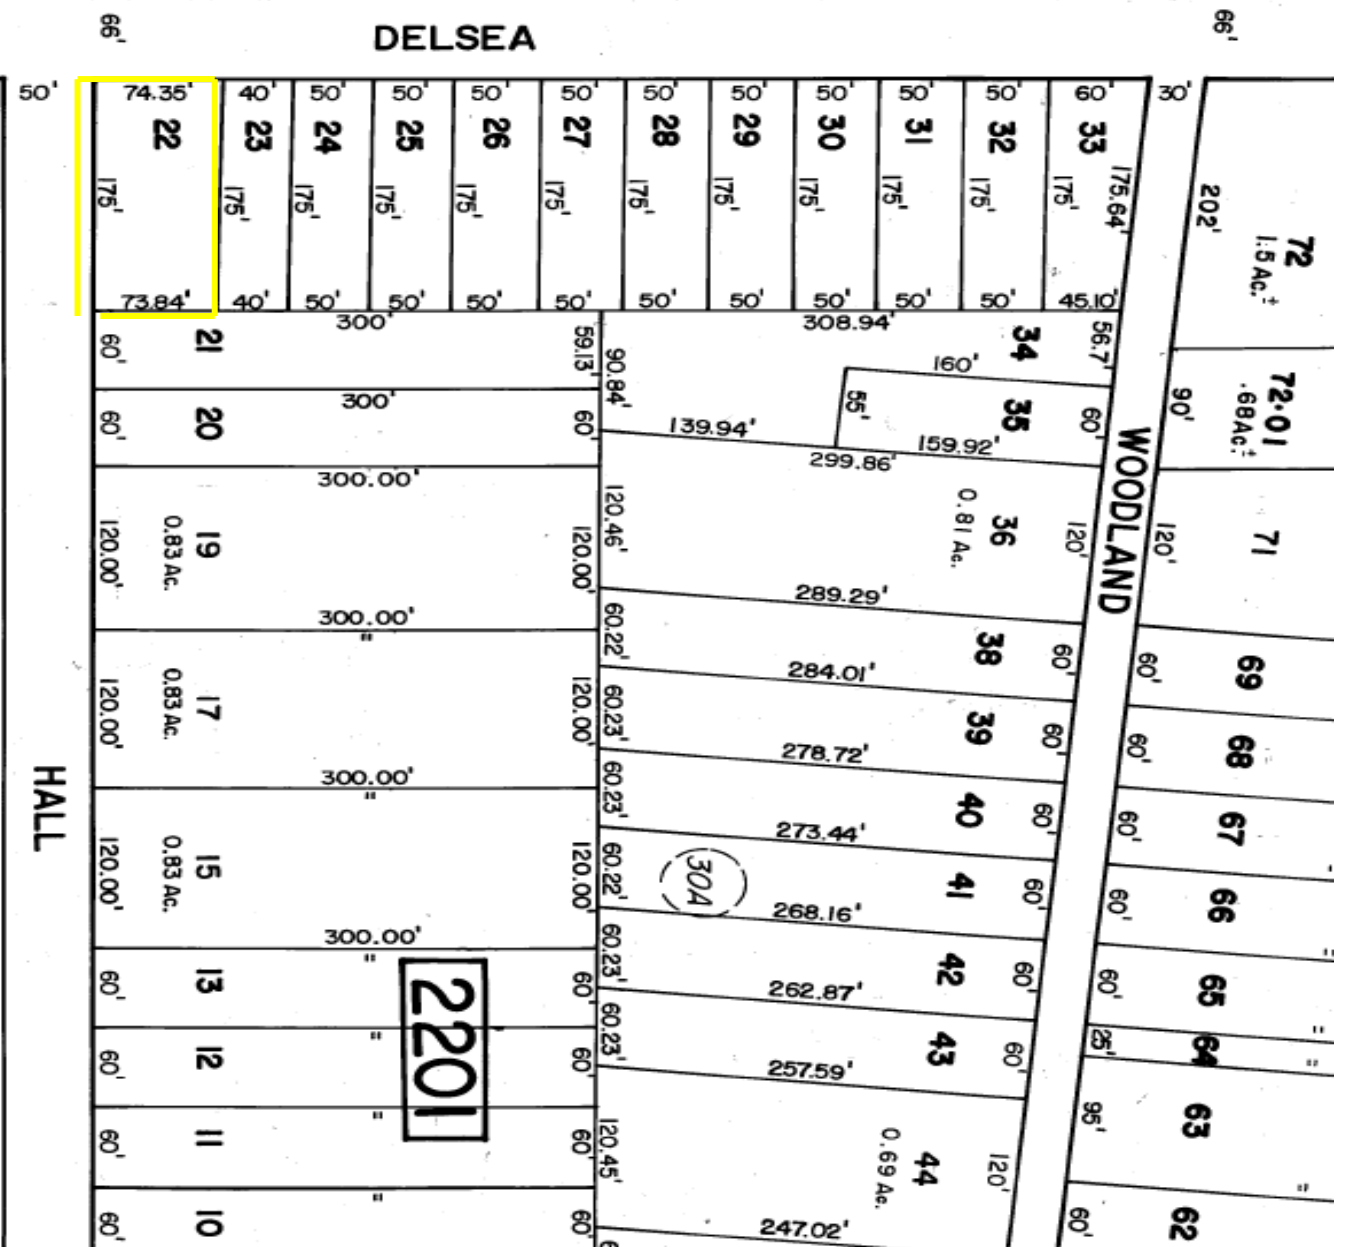 66'
DELSEA
66'
50' 74.35' 40' 50' 50' 50' 50' 50' 50' 50' 50' 50' 60' 30'
22 23 24 25 26 27 28 29 30 31 32 33
175' 175' 175' 175' 175' 175' 175' 175' 175' 175' 175' 175' 175.64' 202'
72
1.5 Ac.±
73.84' 40' 50' 50' 50' 50' 50' 50' 50' 50' 50' 45.10'
300' 308.94'
60' 21 59.13' 90.84' 34 56.7'
160'
300'
60' 20 60' 139.94' 55' 35 159.92' 60' 90' 72.01
.68Ac.±
299.86'
WOODLAND
300.00'
120.00' 19 120.00' 120.46' 36 120' 120' 71
0.83 Ac. 0.81 Ac.
289.29'
300.00'
"
60.22' 38 60' 60' 69
284.01'
120.00' 17 120.00' 60.23' 39 60' 60' 68
0.83 Ac.
278.72'
300.00'
"
60.23' 40 60' 60' 67
HALL
273.44'
120.00' 15 120.00' 60.22' 41 60' 60' 66
0.83 Ac.
30A
268.16'
300.00'
"
60' 13 60' 60.23' 42 60' 60' 65
"
262.87'
2201
60' 12 60' 60.23' 43 60' 25' 64
"
"
"
257.59'
60' 11 60' 120.45' 44 120' 95' 63
0.69 Ac.
"
"
"
60' 10 60' 247.02' 60' 62